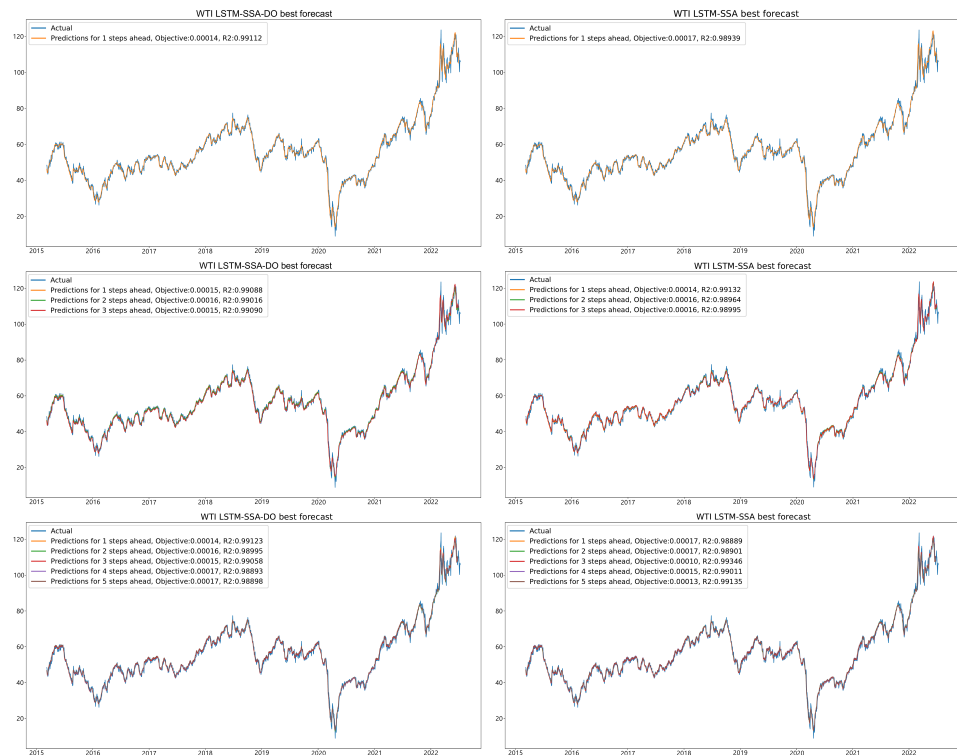 WTI LSTM-SSA-DO best forecast
Actual
Predictions for 1 steps ahead, Objective:0.00014, R2:0.99112
120
100
80
60
40
20
2015 2016 2017 2018 2019 2020 2021 2022
WTI LSTM-SSA best forecast
Actual
Predictions for 1 steps ahead, Objective:0.00017, R2:0.98939
120
100
80
60
40
20
2015 2016 2017 2018 2019 2020 2021 2022
WTI LSTM-SSA-DO best forecast
Actual
Predictions for 1 steps ahead, Objective:0.00015, R2:0.99088
Predictions for 2 steps ahead, Objective:0.00016, R2:0.99016
Predictions for 3 steps ahead, Objective:0.00015, R2:0.99090
120
100
80
60
40
20
2015 2016 2017 2018 2019 2020 2021 2022
WTI LSTM-SSA best forecast
Actual
Predictions for 1 steps ahead, Objective:0.00014, R2:0.99132
Predictions for 2 steps ahead, Objective:0.00016, R2:0.98964
Predictions for 3 steps ahead, Objective:0.00016, R2:0.98995
120
100
80
60
40
20
2015 2016 2017 2018 2019 2020 2021 2022
WTI LSTM-SSA-DO best forecast
Actual
Predictions for 1 steps ahead, Objective:0.00014, R2:0.99123
Predictions for 2 steps ahead, Objective:0.00016, R2:0.98995
Predictions for 3 steps ahead, Objective:0.00015, R2:0.99058
Predictions for 4 steps ahead, Objective:0.00017, R2:0.98893
Predictions for 5 steps ahead, Objective:0.00017, R2:0.98898
120
100
80
60
40
20
2015 2016 2017 2018 2019 2020 2021 2022
WTI LSTM-SSA best forecast
Actual
Predictions for 1 steps ahead, Objective:0.00017, R2:0.98889
Predictions for 2 steps ahead, Objective:0.00017, R2:0.98901
Predictions for 3 steps ahead, Objective:0.00010, R2:0.99346
Predictions for 4 steps ahead, Objective:0.00015, R2:0.99011
Predictions for 5 steps ahead, Objective:0.00013, R2:0.99135
120
100
80
60
40
20
2015 2016 2017 2018 2019 2020 2021 2022